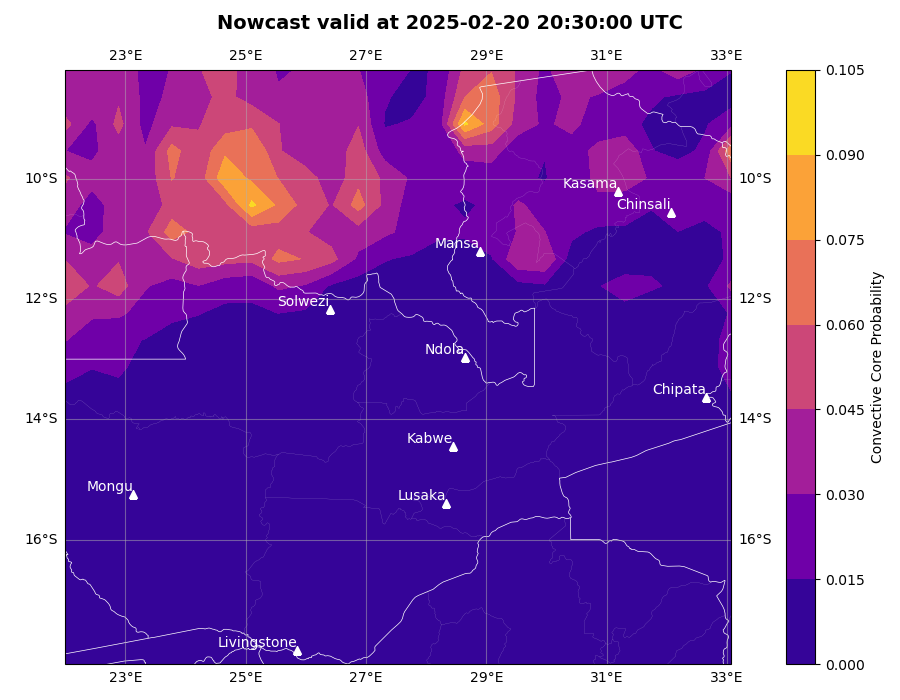 Nowcast valid at 2025-02-20 20:30:00 UTC
23°E 25°E 27°E 29°E 31°E 33°E
0.105
0.090
10°S Kasama 10°S
Chinsali
0.075
Mansa
12°S Solwezi 12°S
0.060
Ndola
Chipata
0.045
14°S 14°S
Kabwe
Convective Core Probability
Mongu
Lusaka
0.030
16°S 16°S
0.015
Livingstone
0.000
23°E 25°E 27°E 29°E 31°E 33°E